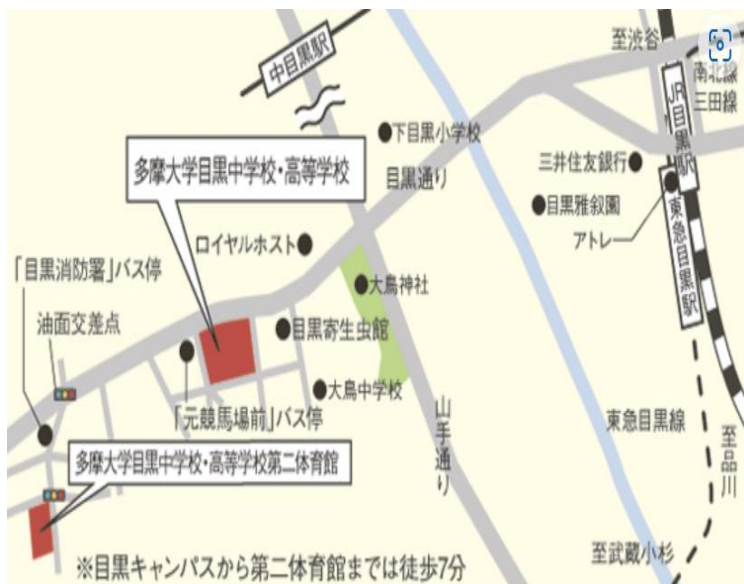 至渋谷
南北線
三田線
中目黒駅
JR目黒駅
下目黒小学校
多摩大学目黒中学校・高等学校
目黒通り
三井住友銀行
目黒雅叙園
アトレ
東急目黒駅
ロイヤルホスト
「目黒消防署」バス停
大鳥神社
油面交差点
目黒寄生虫館
大鳥中学校
「元競馬場前」バス停
山手通り
東急目黒線
至品川
多摩大学目黒中学校・高等学校第二体育館
至武蔵小杉
※目黒キャンパスから第二体育館までは徒歩7分